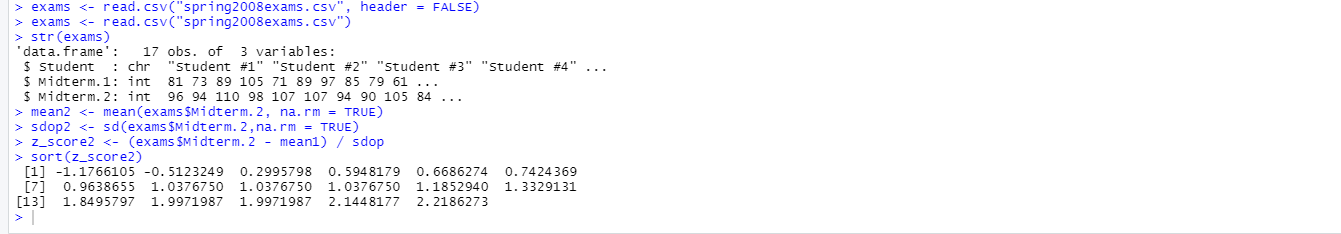 > exams <- read.csv("spring2008exams.csv", header = FALSE)
> exams <- read.csv("spring2008exams.csv")
> str(exams)
'data.frame':   17 obs. of  3 variables:
 $ Student  : chr  "Student #1" "Student #2" "Student #3" "Student #4" ...
 $ Midterm.1: int  81 73 89 105 71 89 97 85 79 61 ...
 $ Midterm.2: int  96 94 110 98 107 107 94 90 105 84 ...
> mean2 <- mean(exams$Midterm.2, na.rm = TRUE)
> sdop2 <- sd(exams$Midterm.2,na.rm = TRUE)
> z_score2 <- (exams$Midterm.2 - mean1) / sdop
> sort(z_score2)
 [1] -1.1766105 -0.5123249  0.2995798  0.5948179  0.6686274  0.7424369
 [7]  0.9638655  1.0376750  1.0376750  1.0376750  1.1852940  1.3329131
[13]  1.8495797  1.9971987  1.9971987  2.1448177  2.2186273
>